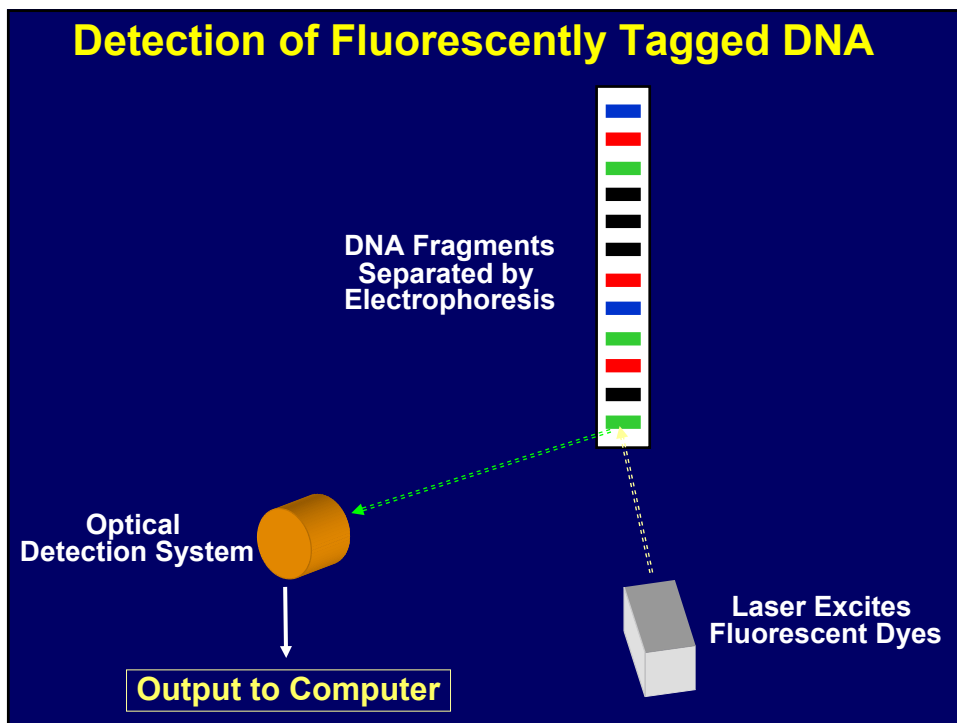 Detection of Fluorescently Tagged DNA
DNA Fragments
Separated by
Electrophoresis
Optical
Detection System
Laser Excites
Fluorescent Dyes
Output to Computer